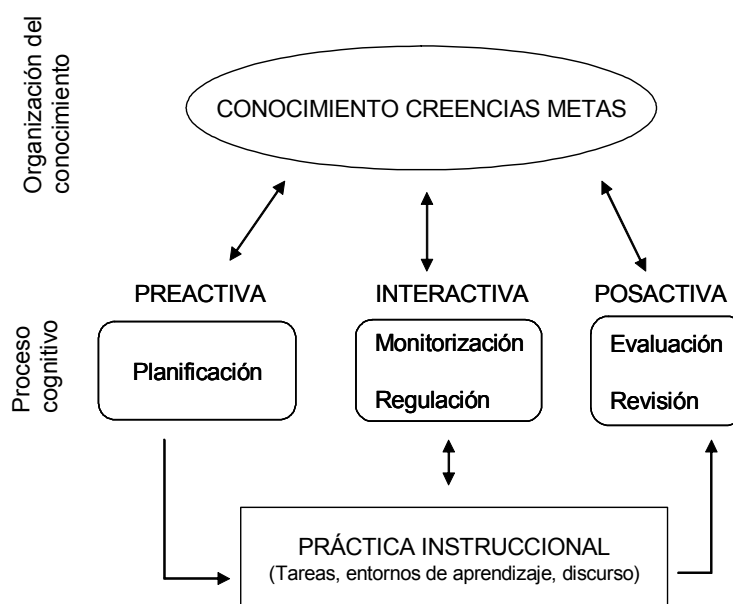 Organización del
conocimiento
CONOCIMIENTO CREENCIAS METAS
Proceso
cognitivo
PREACTIVA
Planificación
INTERACTIVA
Monitorización
Regulación
POSACTIVA
Evaluación
Revisión
PRÁCTICA INSTRUCCIONAL
(Tareas, entornos de aprendizaje, discurso)